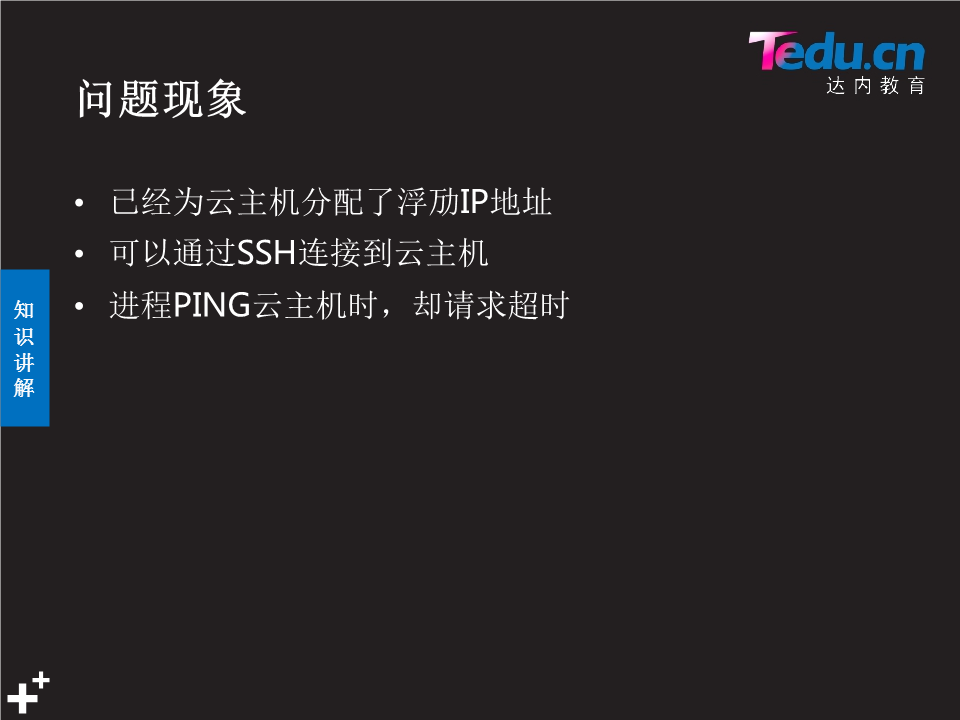 Tedu.cn
达内教育
问题现象
• 已经为云主机分配了浮劢IP地址
• 可以通过SSH连接到云主机
• 进程PING云主机时，却请求超时
知
识
讲
解